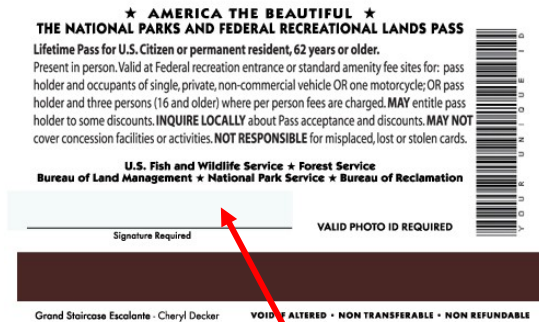 ★ AMERICA THE BEAUTIFUL ★
THE NATIONAL PARKS AND FEDERAL RECREATIONAL LANDS PASS
Lifetime Pass for U.S. Citizen or permanent resident, 62 years or older.
Present in person. Valid at Federal recreation entrance or standard amenity fee sites for: pass
holder and occupants of single, private, non-commercial vehicle OR one motorcycle; OR pass
holder and three persons (16 and older) where per person fees are charged. MAY entitle pass
holder to some discounts. INQUIRE LOCALLY about Pass acceptance and discounts. MAY NOT
cover concession facilities or activities. NOT RESPONSIBLE for misplaced, lost or stolen cards.
U.S. Fish and Wildlife Service ★ Forest Service
Bureau of Land Management ★ National Park Service ★ Bureau of Reclamation
Signature Required
VALID PHOTO ID REQUIRED
YOUR UNIQUE ID
Grand Staircase Escalante - Cheryl Decker
VOID IF ALTERED • NON TRANSFERABLE • NON REFUNDABLE